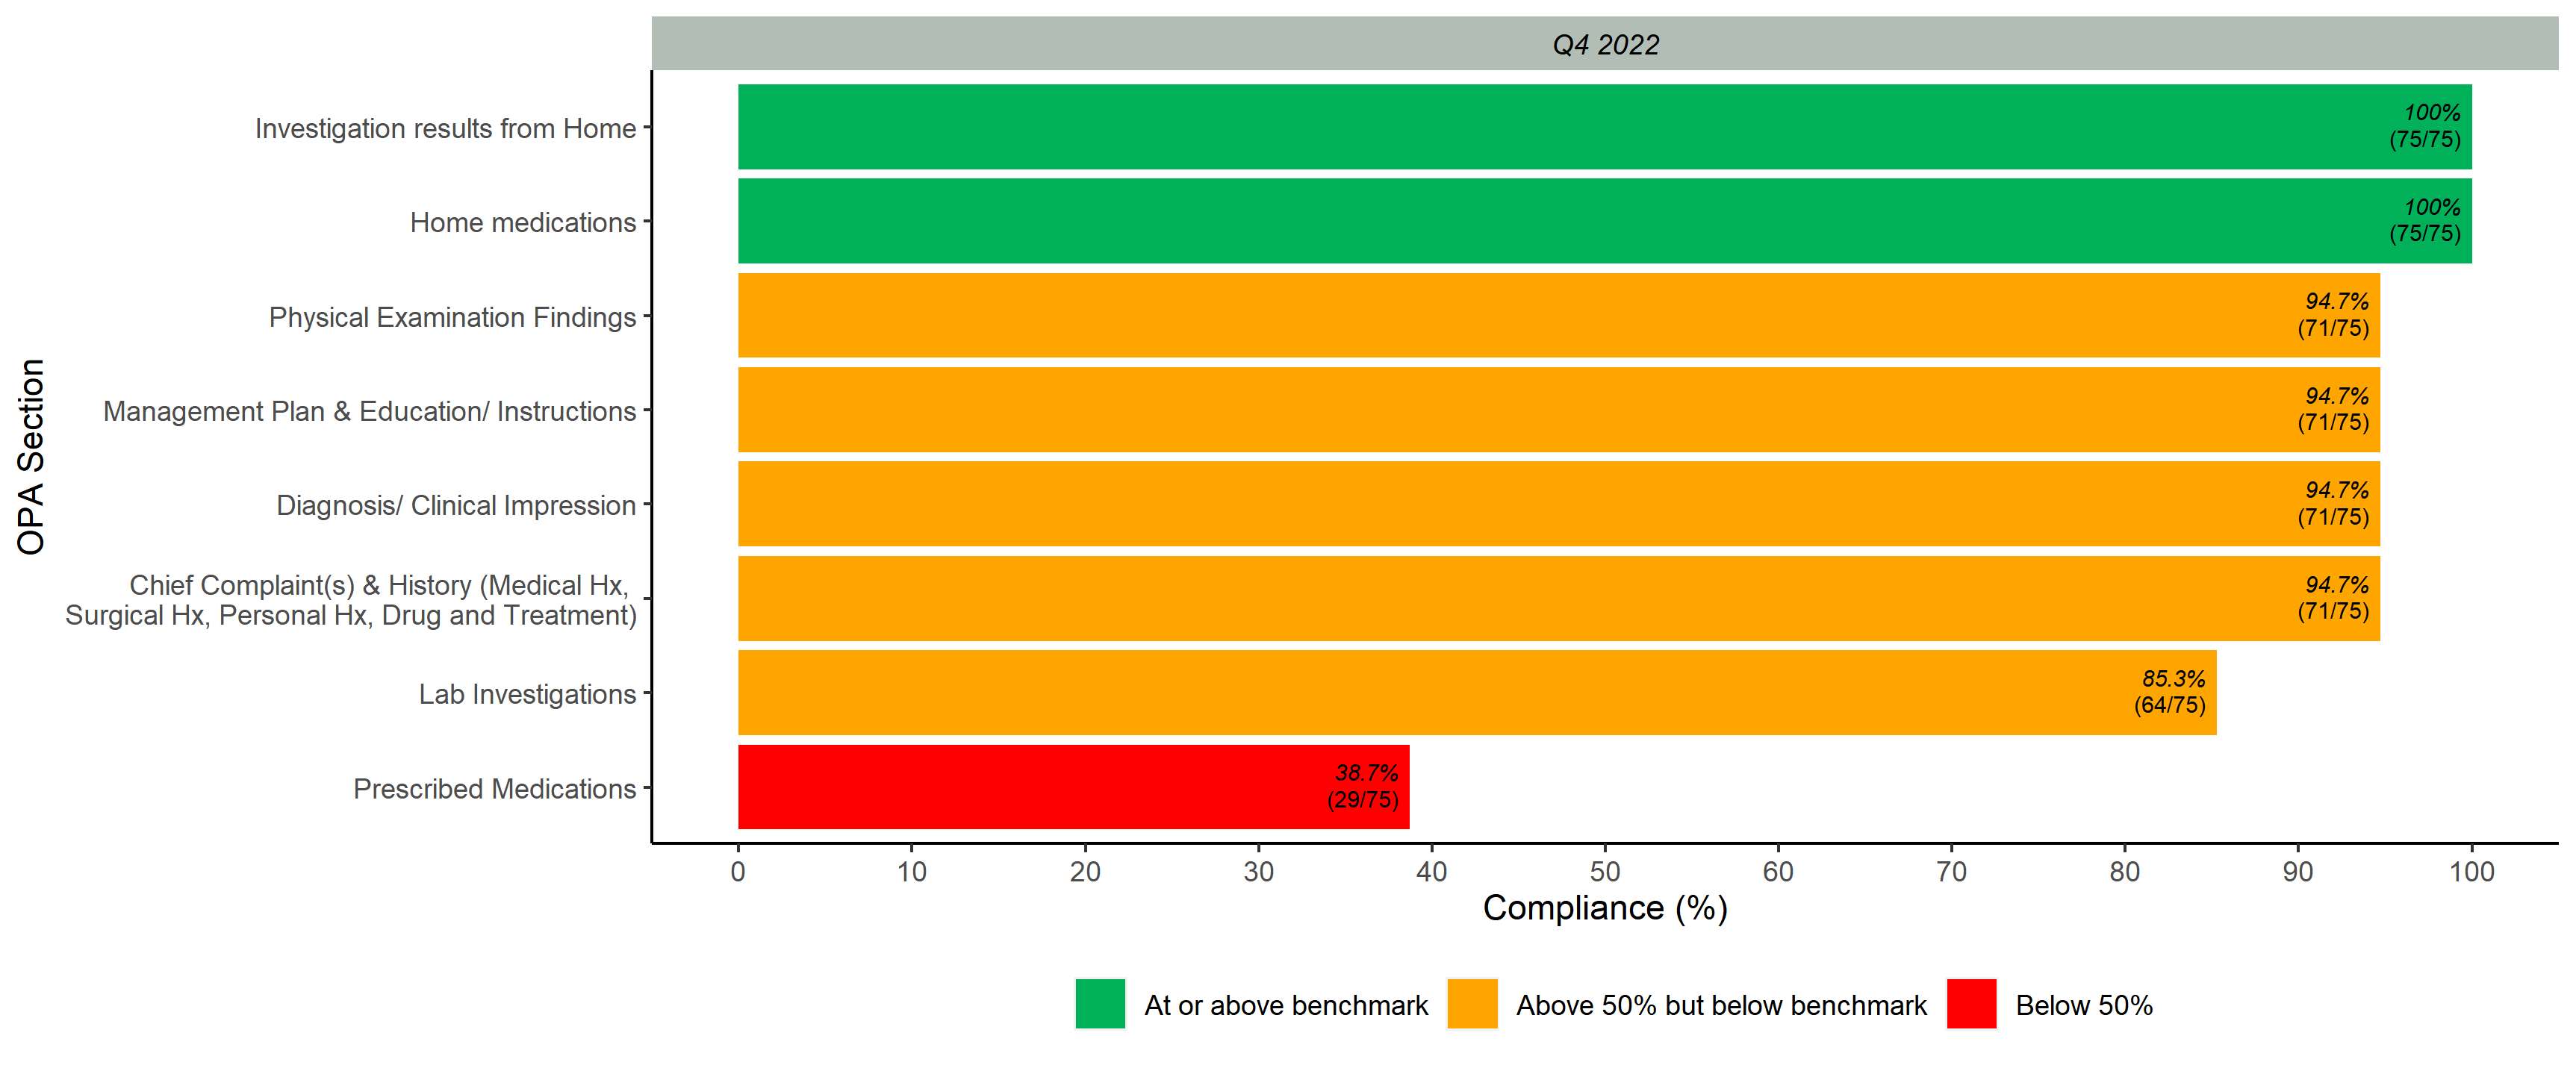 Q4 2022
OPA Section
Investigation results from Home
100%
(75/75)
Home medications
100%
(75/75)
Physical Examination Findings
94.7%
(71/75)
Management Plan & Education/ Instructions
94.7%
(71/75)
Diagnosis/ Clinical Impression
94.7%
(71/75)
Chief Complaint(s) & History (Medical Hx,
Surgical Hx, Personal Hx, Drug and Treatment)
94.7%
(71/75)
Lab Investigations
85.3%
(64/75)
Prescribed Medications
38.7%
(29/75)
0 10 20 30 40 50 60 70 80 90 100
Compliance (%)
At or above benchmark Above 50% but below benchmark Below 50%